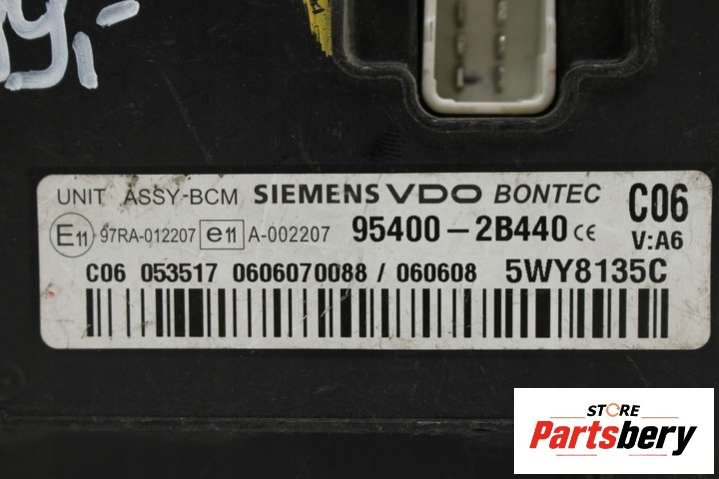 UNIT ASSY-BCM SIEMENS VDO BONTEC C06
E11 97RA-012207 e11 A-002207 95400-2B440 CE V:A6
C06 053517 0606070088 / 060608 5WY8135C
STORE
Partsbery